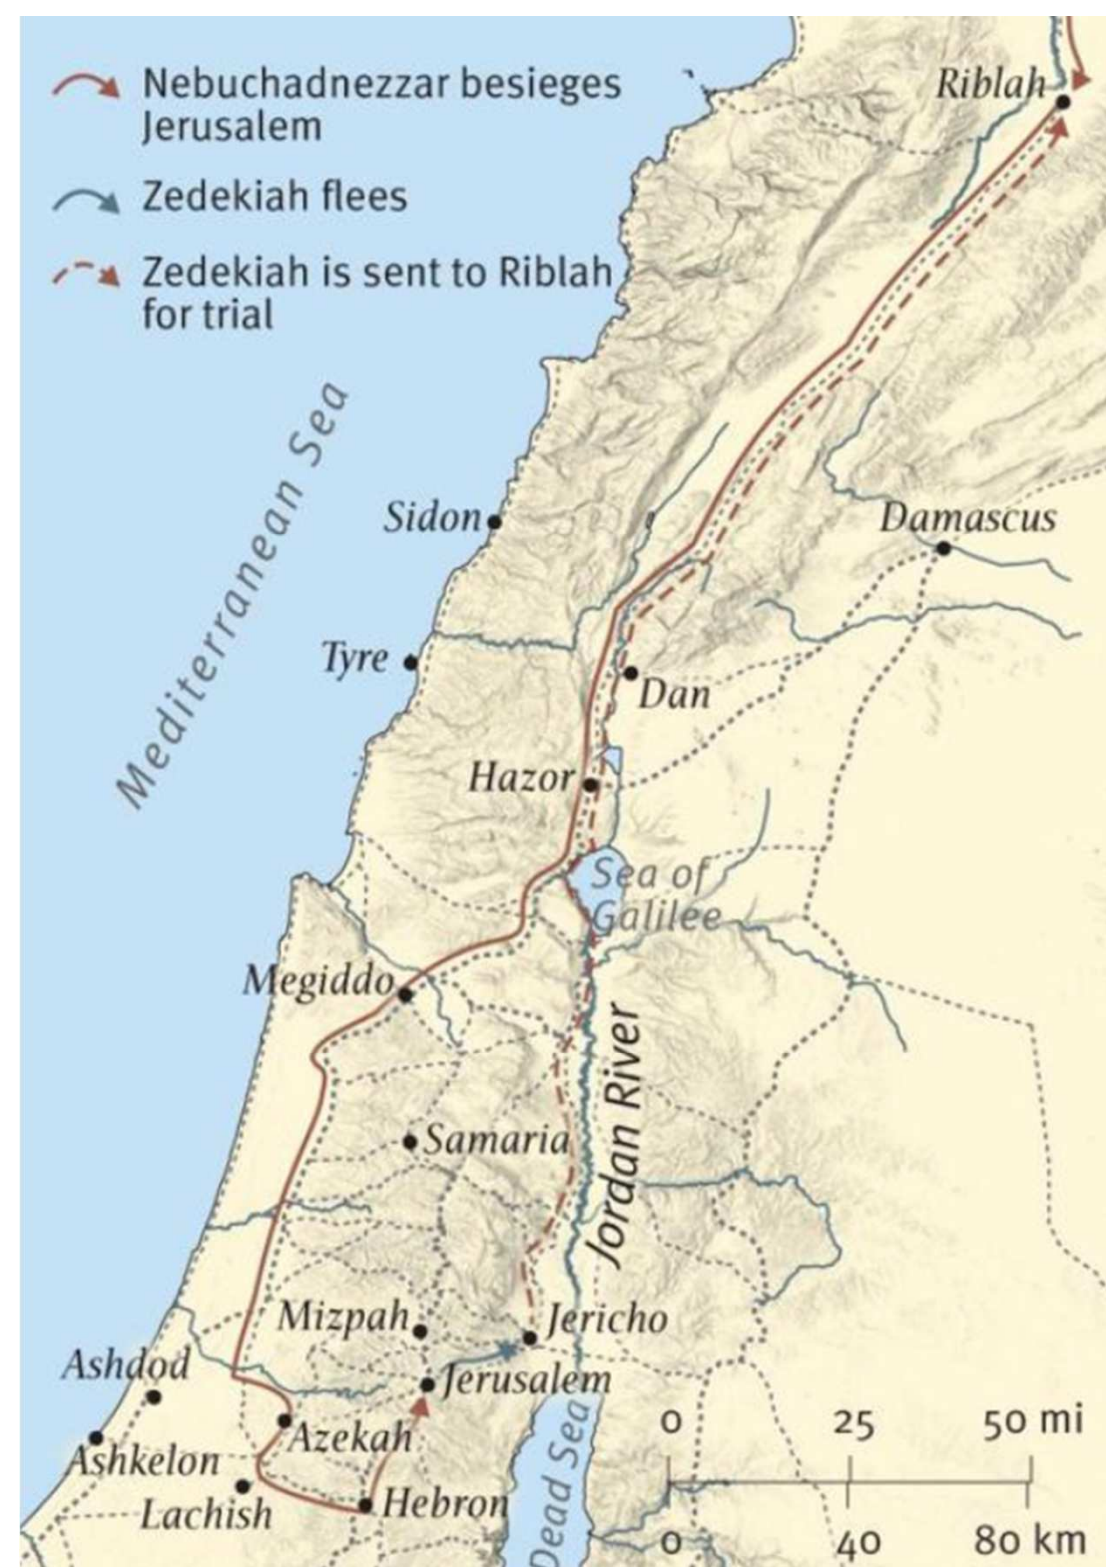 Nebuchadnezzar besieges
Jerusalem
Zedekiah flees
Zedekiah is sent to Riblah
for trial
Riblah
Mediterranean Sea
Sidon
Damascus
Tyre
Dan
Hazor
Sea of
Galilee
Megiddo
Jordan River
Samaria
Mizpah
Jericho
Ashdod
Jerusalem
Azekah
Ashkelon
Lachish
Hebron
Dead Sea
0 25 50 mi
0 40 80 km